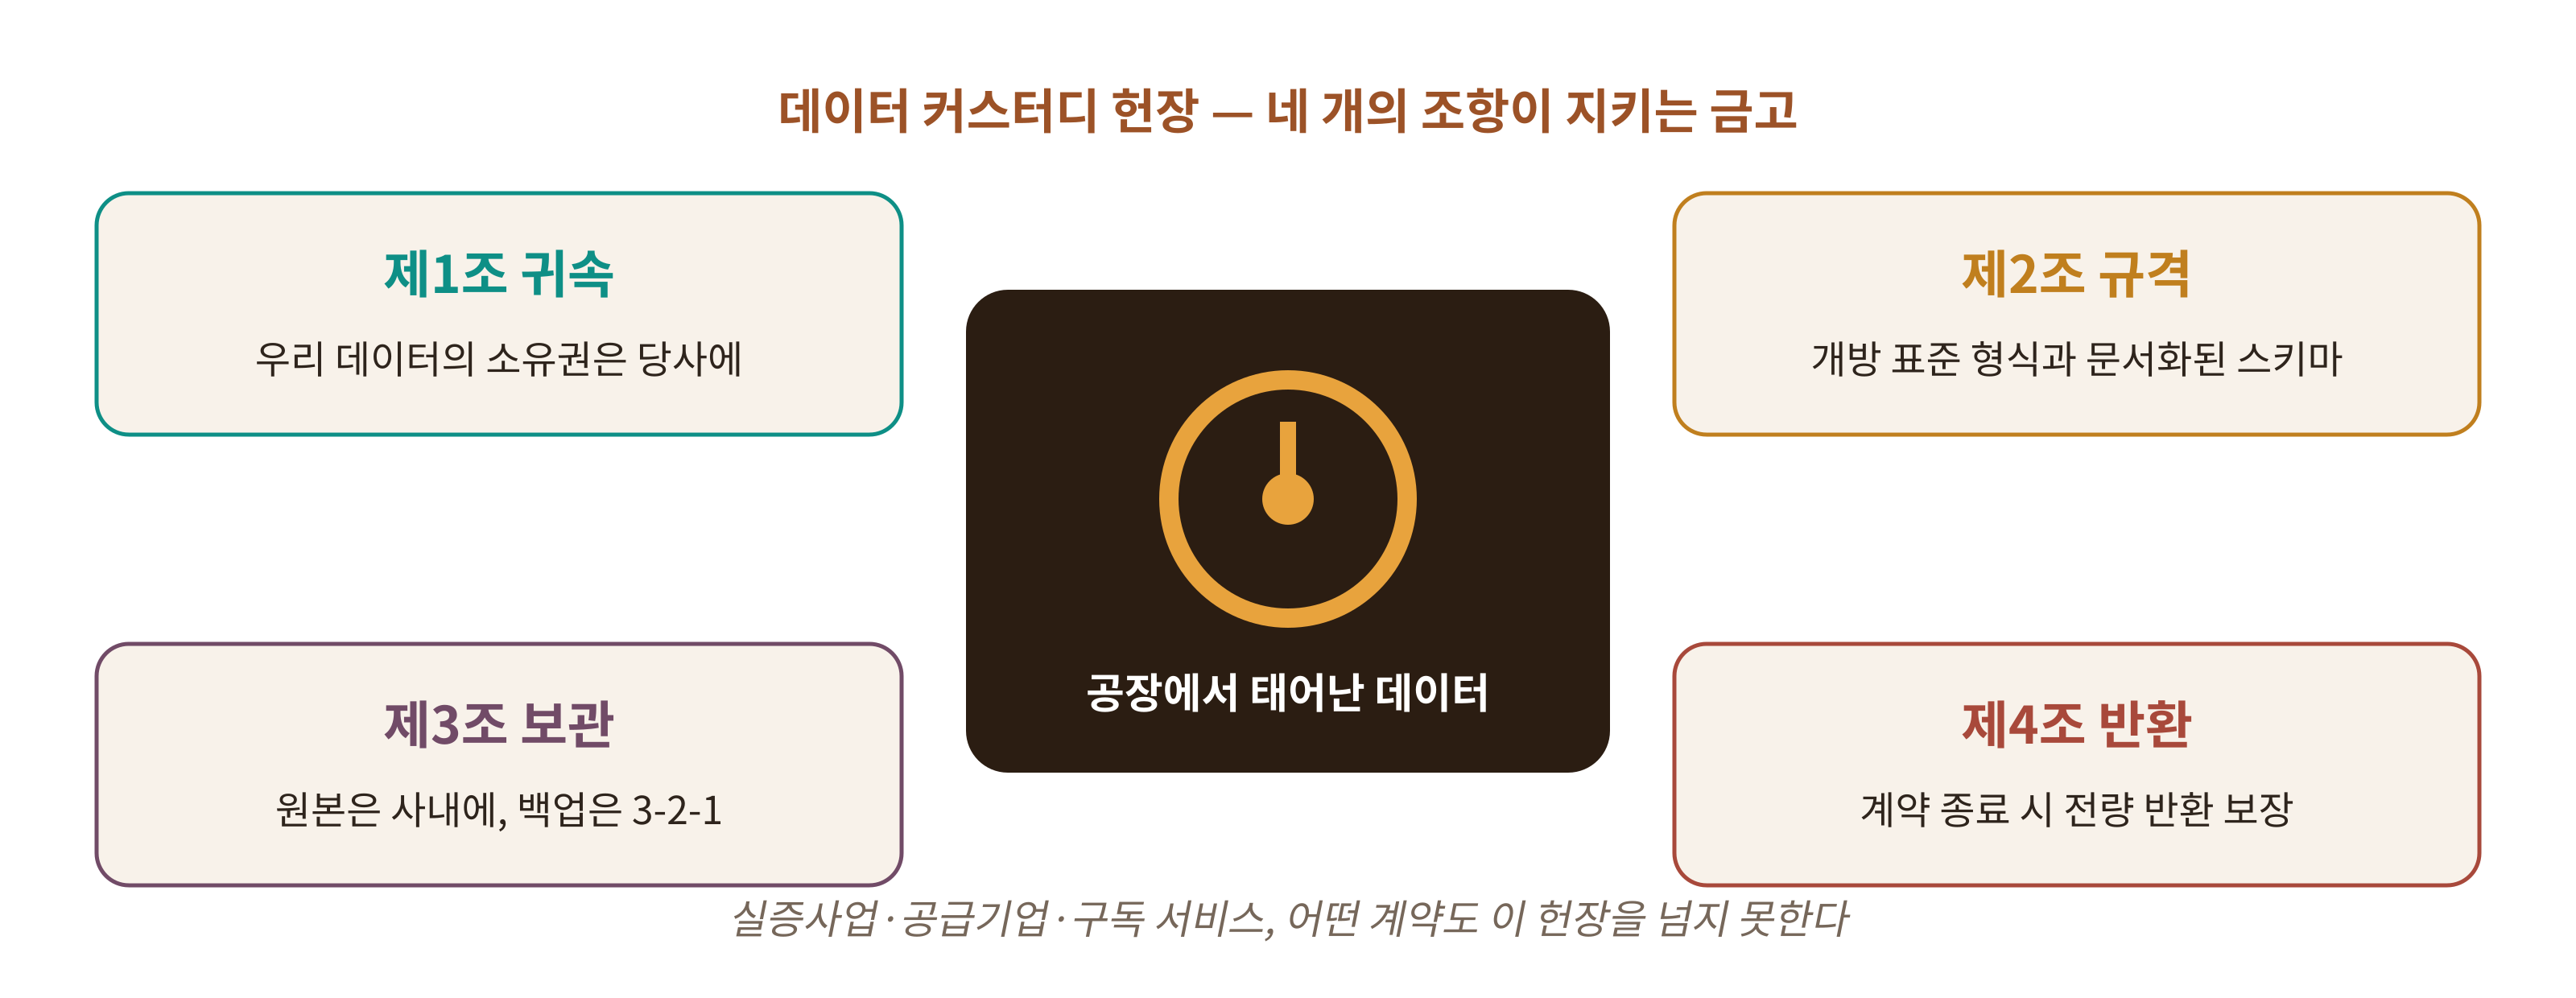 데이터 커스터디 헌장 — 네 개의 조항이 지키는 금고
제1조 귀속
우리 데이터의 소유권은 당사에
제2조 규격
개방 표준 형식과 문서화된 스키마
공장에서 태어난 데이터
제3조 보관
원본은 사내에, 백업은 3-2-1
제4조 반환
계약 종료 시 전량 반환 보장
실증사업·공급기업·구독 서비스, 어떤 계약도 이 헌장을 넘지 못한다